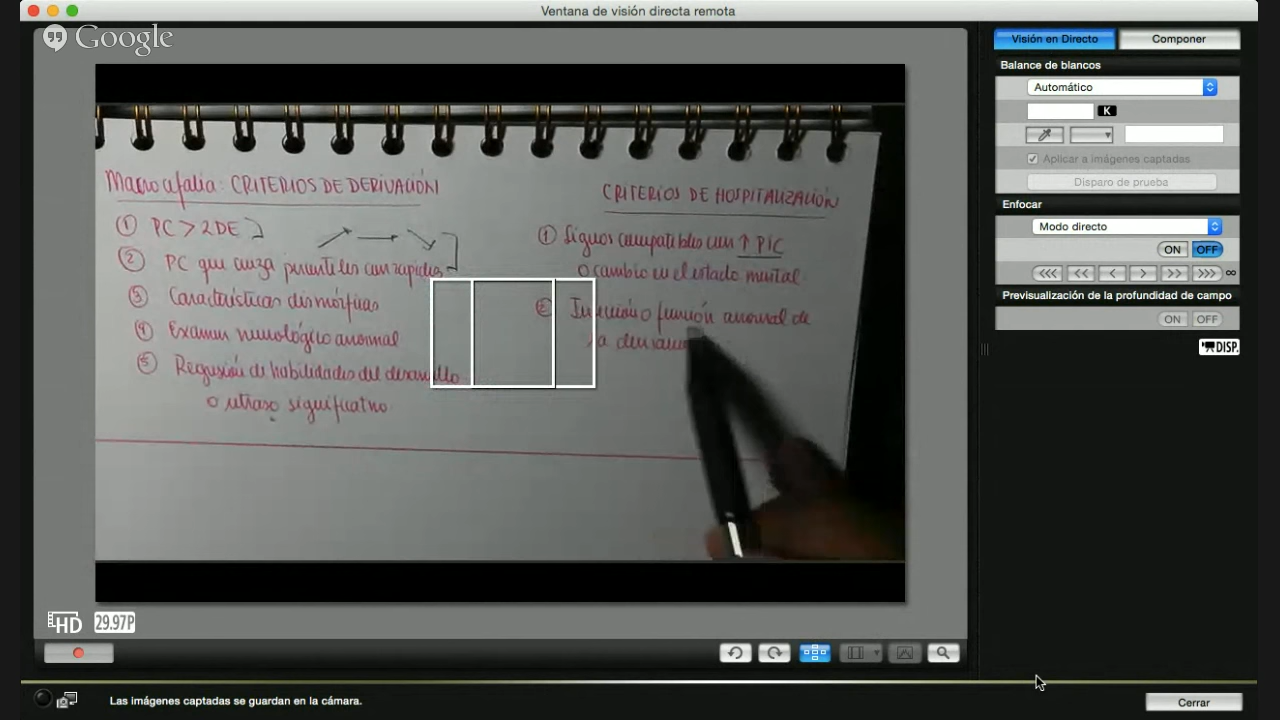 Ventana de visión directa remota
Google
Visión en Directo
Componer
Balance de blancos
Automático
K
Aplicar a imágenes captadas
Disparo de prueba
Enfocar
Modo directo
ON OFF
<<< << < > >> >>> ∞
Previsualización de la profundidad de campo
ON OFF
DISP.
Macrocefalia: CRITERIOS DE DERIVACIÓN
① PC > 2DE
② PC que cruza percentiles con rapidez
③ Características dismórficas
④ Examen neurológico anormal
⑤ Regresión de habilidades del desarrollo
o atraso significativo
CRITERIOS DE HOSPITALIZACIÓN
① Signos compatibles con ↑ PIC
o cambio en el estado mental
② Infección o función anormal de
la
HD
29.97P
Las imágenes captadas se guardan en la cámara.
Cerrar